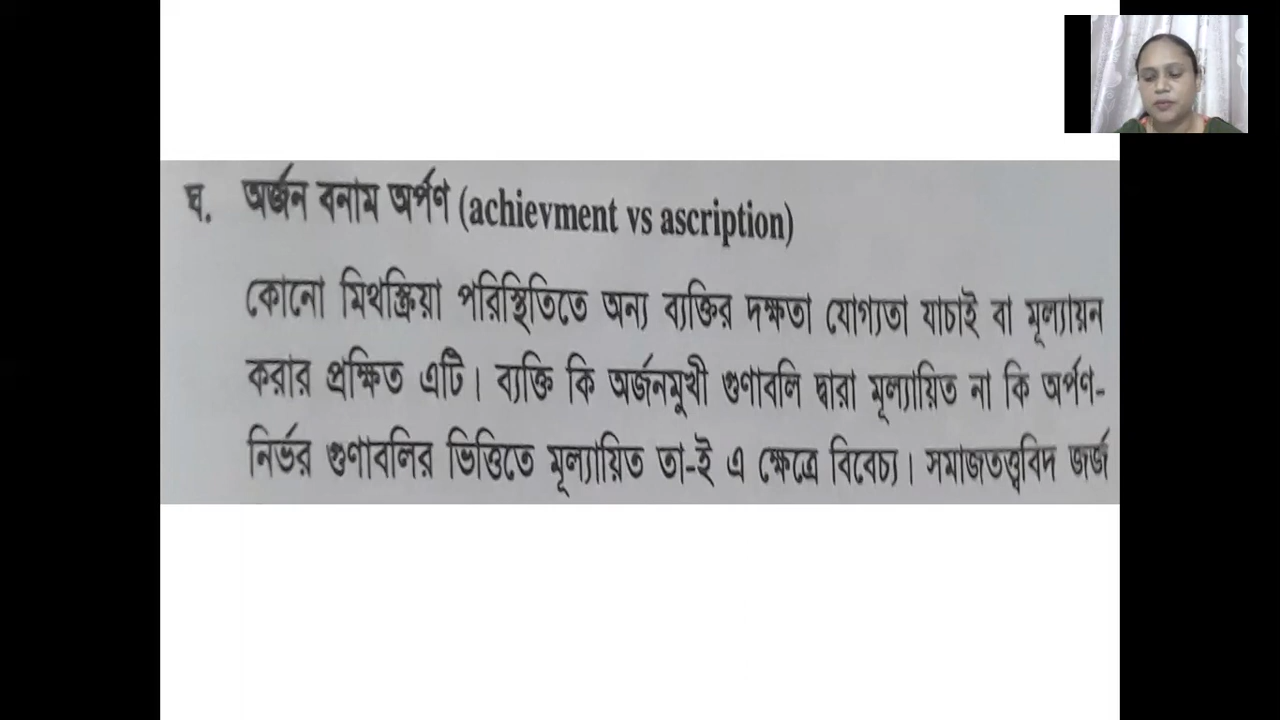 ঘ. অর্জন বনাম অর্পণ (achievment vs ascription)
কোনো মিথস্ক্রিয়া পরিস্থিতিতে অন্য ব্যক্তির দক্ষতা যোগ্যতা যাচাই বা মূল্যায়ন
করার প্রক্ষিত এটি। ব্যক্তি কি অর্জনমুখী গুণাবলি দ্বারা মূল্যায়িত না কি অর্পণ-
নির্ভর গুণাবলির ভিত্তিতে মূল্যায়িত তা-ই এ ক্ষেত্রে বিবেচ্য। সমাজতত্ত্ববিদ জর্জ